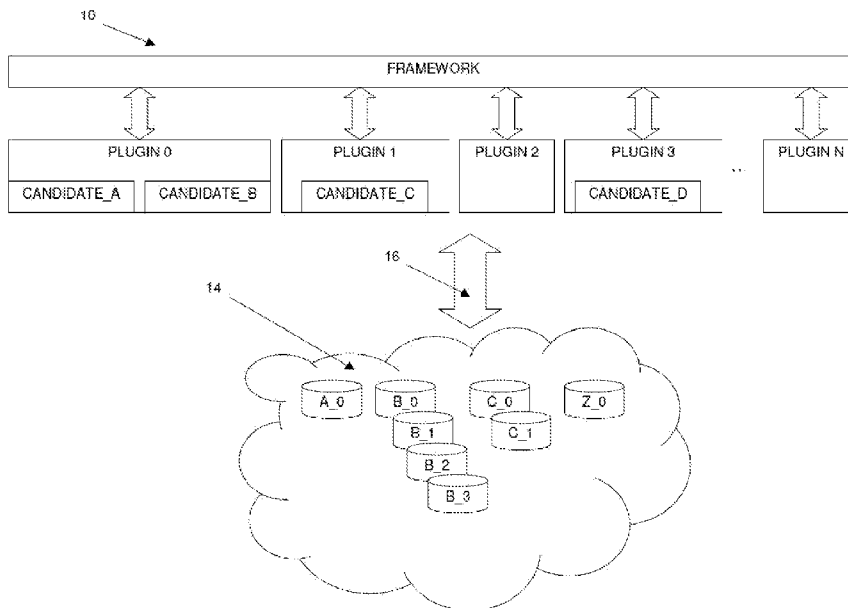 10
FRAMEWORK
PLUGIN 0 PLUGIN 1 PLUGIN 2 PLUGIN 3 ... PLUGIN N
CANDIDATE_A CANDIDATE_B CANDIDATE_C CANDIDATE_D
16
14
A_0 B_0 C_0 Z_0
B_1 C_1
B_2
B_3